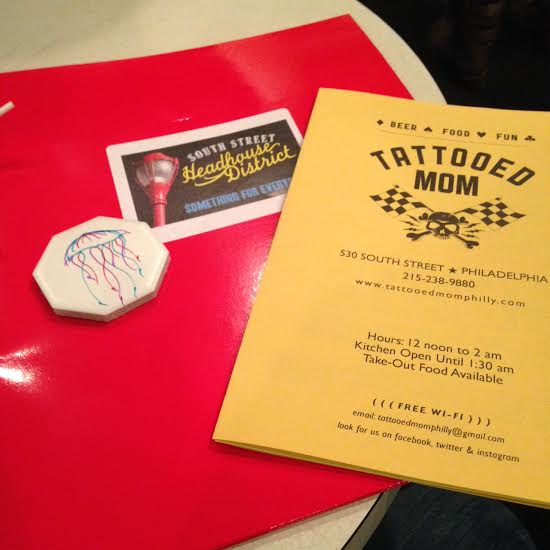 SOUTH STREET
Headhouse
District
SOMETHING FOR EVERY
♦ BEER ♠ FOOD ♥ FUN ♣
TATTOOED
MOM
530 SOUTH STREET ★ PHILADELPHIA
215-238-9880
www.tattooedmomphilly.com
Hours: 12 noon to 2 am
Kitchen Open Until 1:30 am
Take-Out Food Available
( ( ( FREE WI-FI ) ) )
email: tattooedmomphilly@gmail.com
look for us on facebook, twitter & instagram